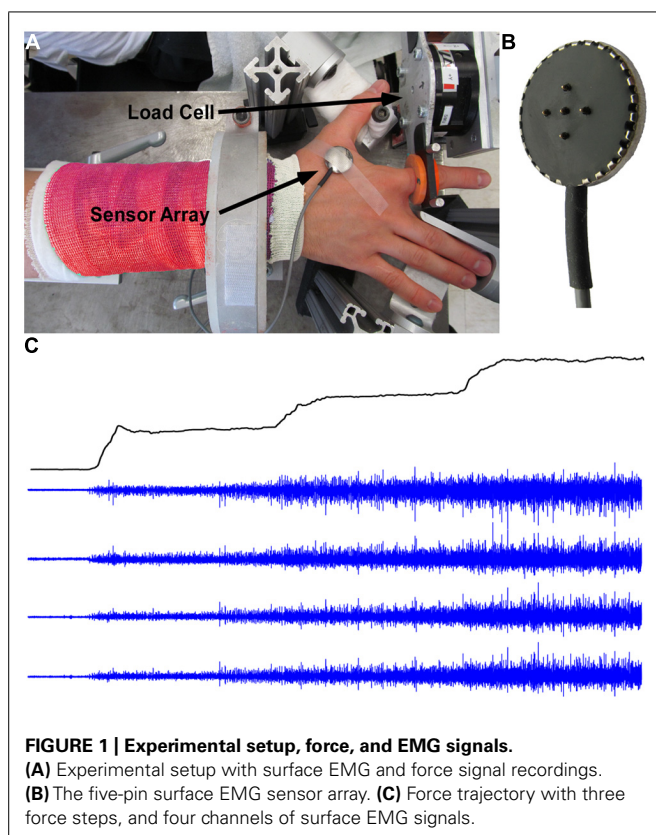 A
B
Load Cell
Sensor Array
C
FIGURE 1 | Experimental setup, force, and EMG signals.
(A) Experimental setup with surface EMG and force signal recordings.
(B) The five-pin surface EMG sensor array. (C) Force trajectory with three
force steps, and four channels of surface EMG signals.